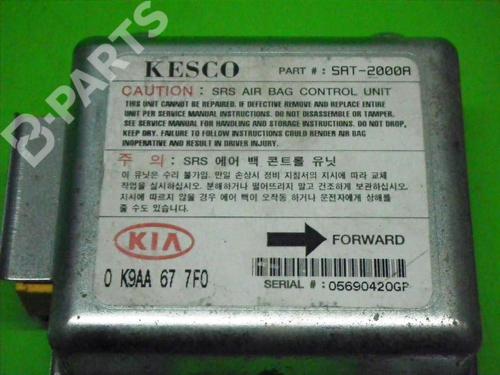 B-PARTS
KESCO
PART # : SAT-2000A
CAUTION : SRS AIR BAG CONTROL UNIT
THIS UNIT CANNOT BE REPAIRED. IF DEFECTIVE REMOVE AND REPLACE
PER SERVICE MANUAL INSTRUCTIONS. DO NOT DISASSEMBLE OR TAMPER.
SEE SERVICE MANUAL FOR HANDLING AND STORAGE INSTRUCTIONS. DO NOT DROP,
KEEP DRY. FAILURE TO FOLLOW INSTRUCTIONS COULD RENDER AIR BAG
INOPERATIVE AND RESULT IN DRIVER INJURY.
주 의 : SRS 에어 백 콘트롤 유닛
이 유닛은 수리 불가임. 만일 손상시 정비 지침서의 지시에 따라 교체
작업을 실시하십시오. 분해하거나 떨어뜨리지 말고 건조하게 보관하십시오.
지시에 따르지 않을 경우 에어 백이 오작동 하거나 운전자에게 상해를
줄 수도 있습니다.
KIA
FORWARD
0 K9AA 67 7F0
SERIAL # : 05690420GP